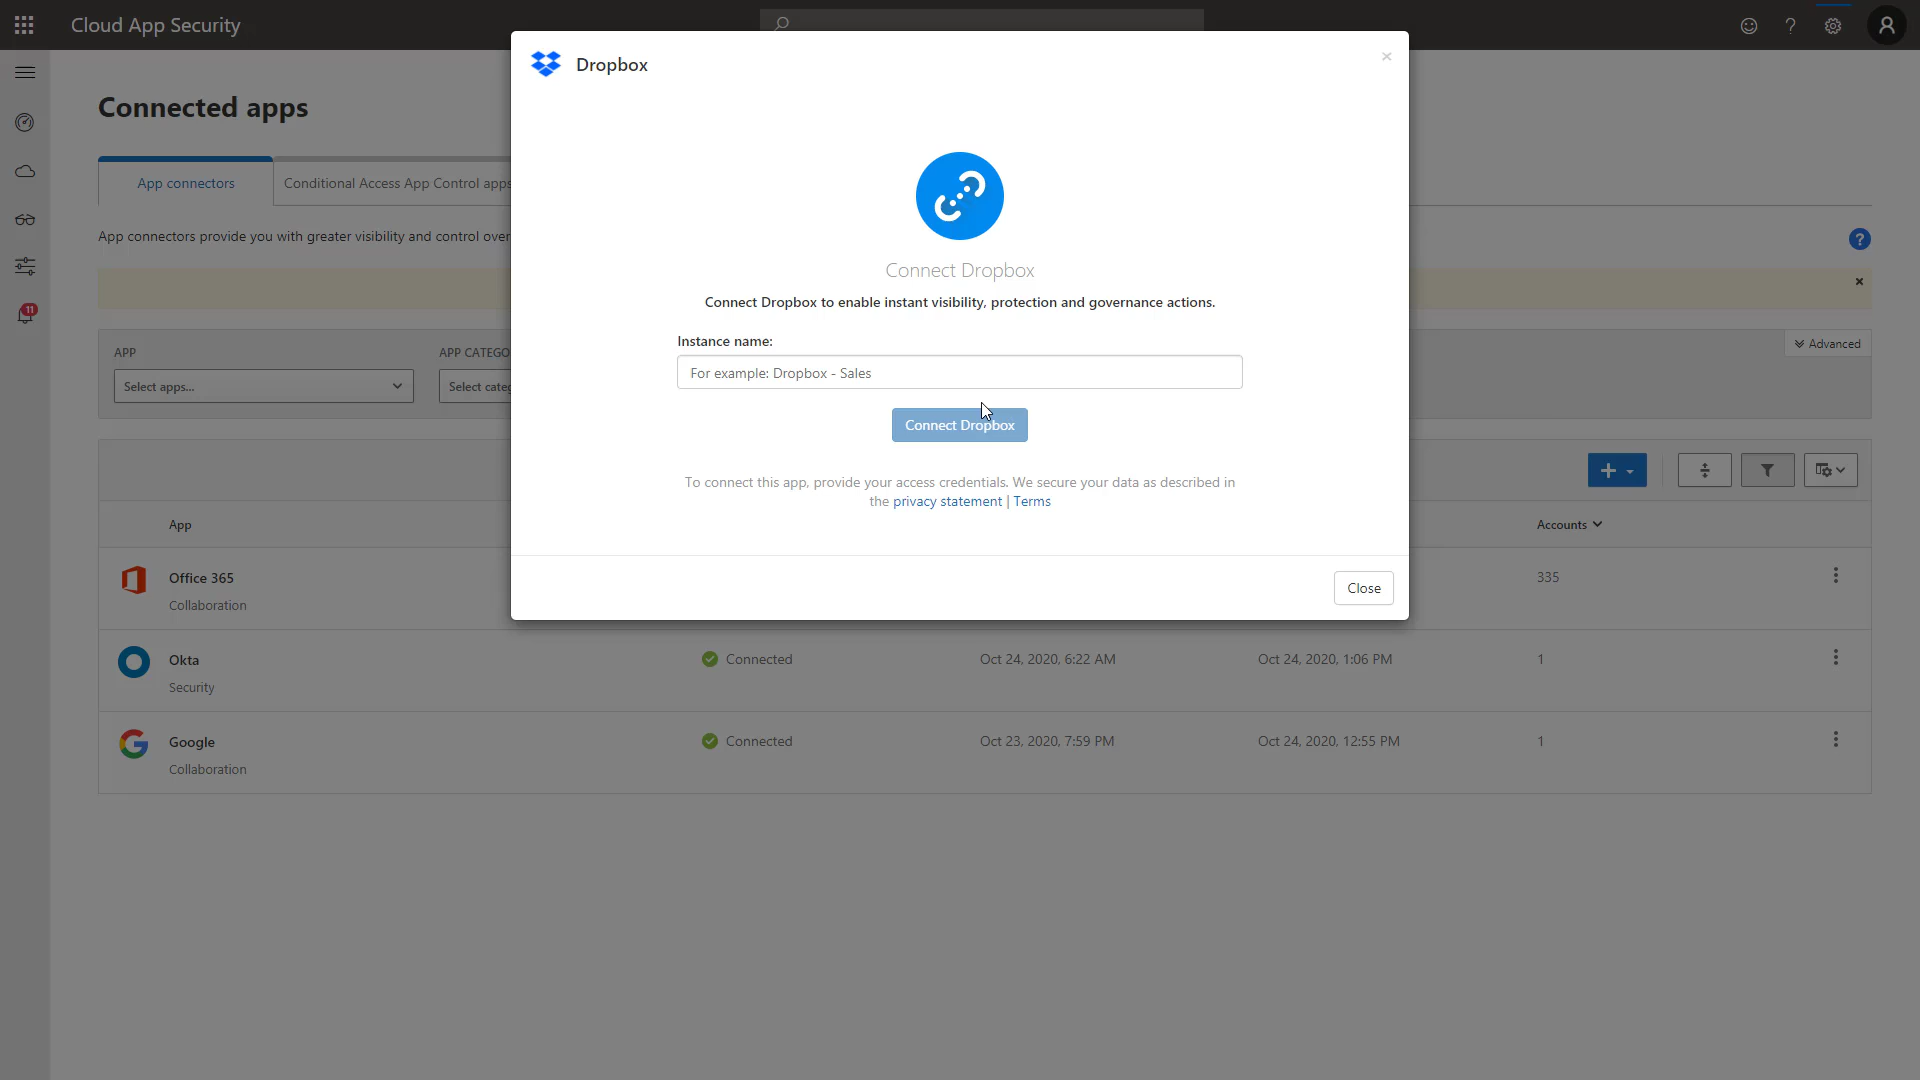 Cloud App Security
Dropbox
×
Connected apps
App connectors
Conditional Access App Control apps
App connectors provide you with greater visibility and control over
?
×
11
Connect Dropbox
Connect Dropbox to enable instant visibility, protection and governance actions.
Instance name:
For example: Dropbox - Sales
Connect Dropbox
To connect this app, provide your access credentials. We secure your data as described in
the privacy statement | Terms
Close
APP
Select apps...
APP CATEGO
Select categ
Advanced
App
Accounts
Office 365
Collaboration
335
Okta
Security
Connected
Oct 24, 2020, 6:22 AM
Oct 24, 2020, 1:06 PM
1
Google
Collaboration
Connected
Oct 23, 2020, 7:59 PM
Oct 24, 2020, 12:55 PM
1